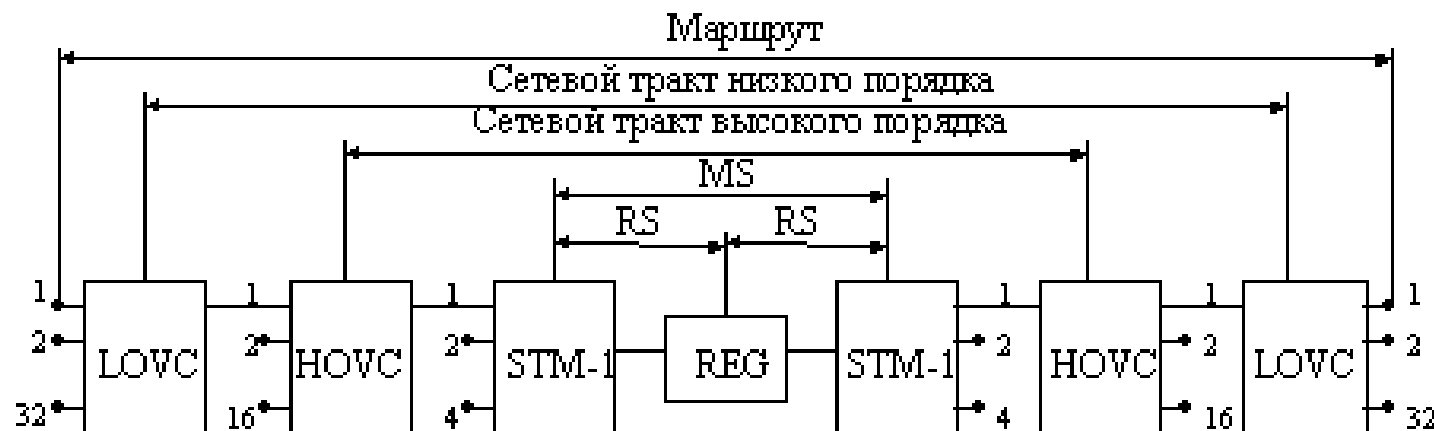 Маршрут
Сетевой тракт низкого порядка
Сетевой тракт высокого порядка
MS
RS RS
1 1 1 1 1 1
2 2 2 2 2 2
LOVC HOVC STM-1 REG STM-1 HOVC LOVC
32 16 4 4 16 32